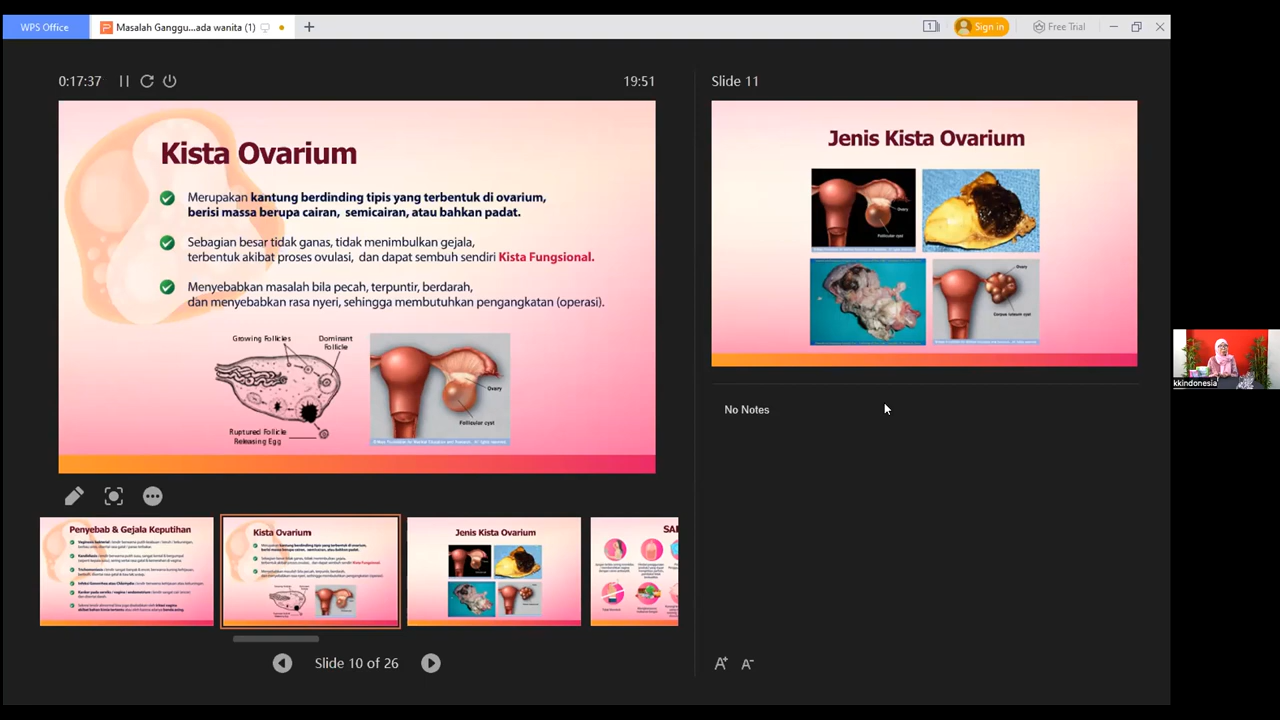 WPS Office
Masalah Ganggu...ada wanita (1)
Sign in
Free Trial
0:17:37
19:51
Slide 11
Kista Ovarium
Merupakan kantung berdinding tipis yang terbentuk di ovarium,
berisi massa berupa cairan, semicairan, atau bahkan padat.
Sebagian besar tidak ganas, tidak menimbulkan gejala,
terbentuk akibat proses ovulasi, dan dapat sembuh sendiri Kista Fungsional.
Menyebabkan masalah bila pecah, terpuntir, berdarah,
dan menyebabkan rasa nyeri, sehingga membutuhkan pengangkatan (operasi).
Growing Follicles
Dominant
Follicle
Ruptured Follicle
Releasing Egg
Ovary
Follicular cyst
Jenis Kista Ovarium
Ovary
Follicular cyst
Ovary
Corpus luteum cyst
No Notes
kkindonesia
Penyebab & Gejala Keputihan
Kista Ovarium
Jenis Kista Ovarium
Slide 10 of 26
A+ A-